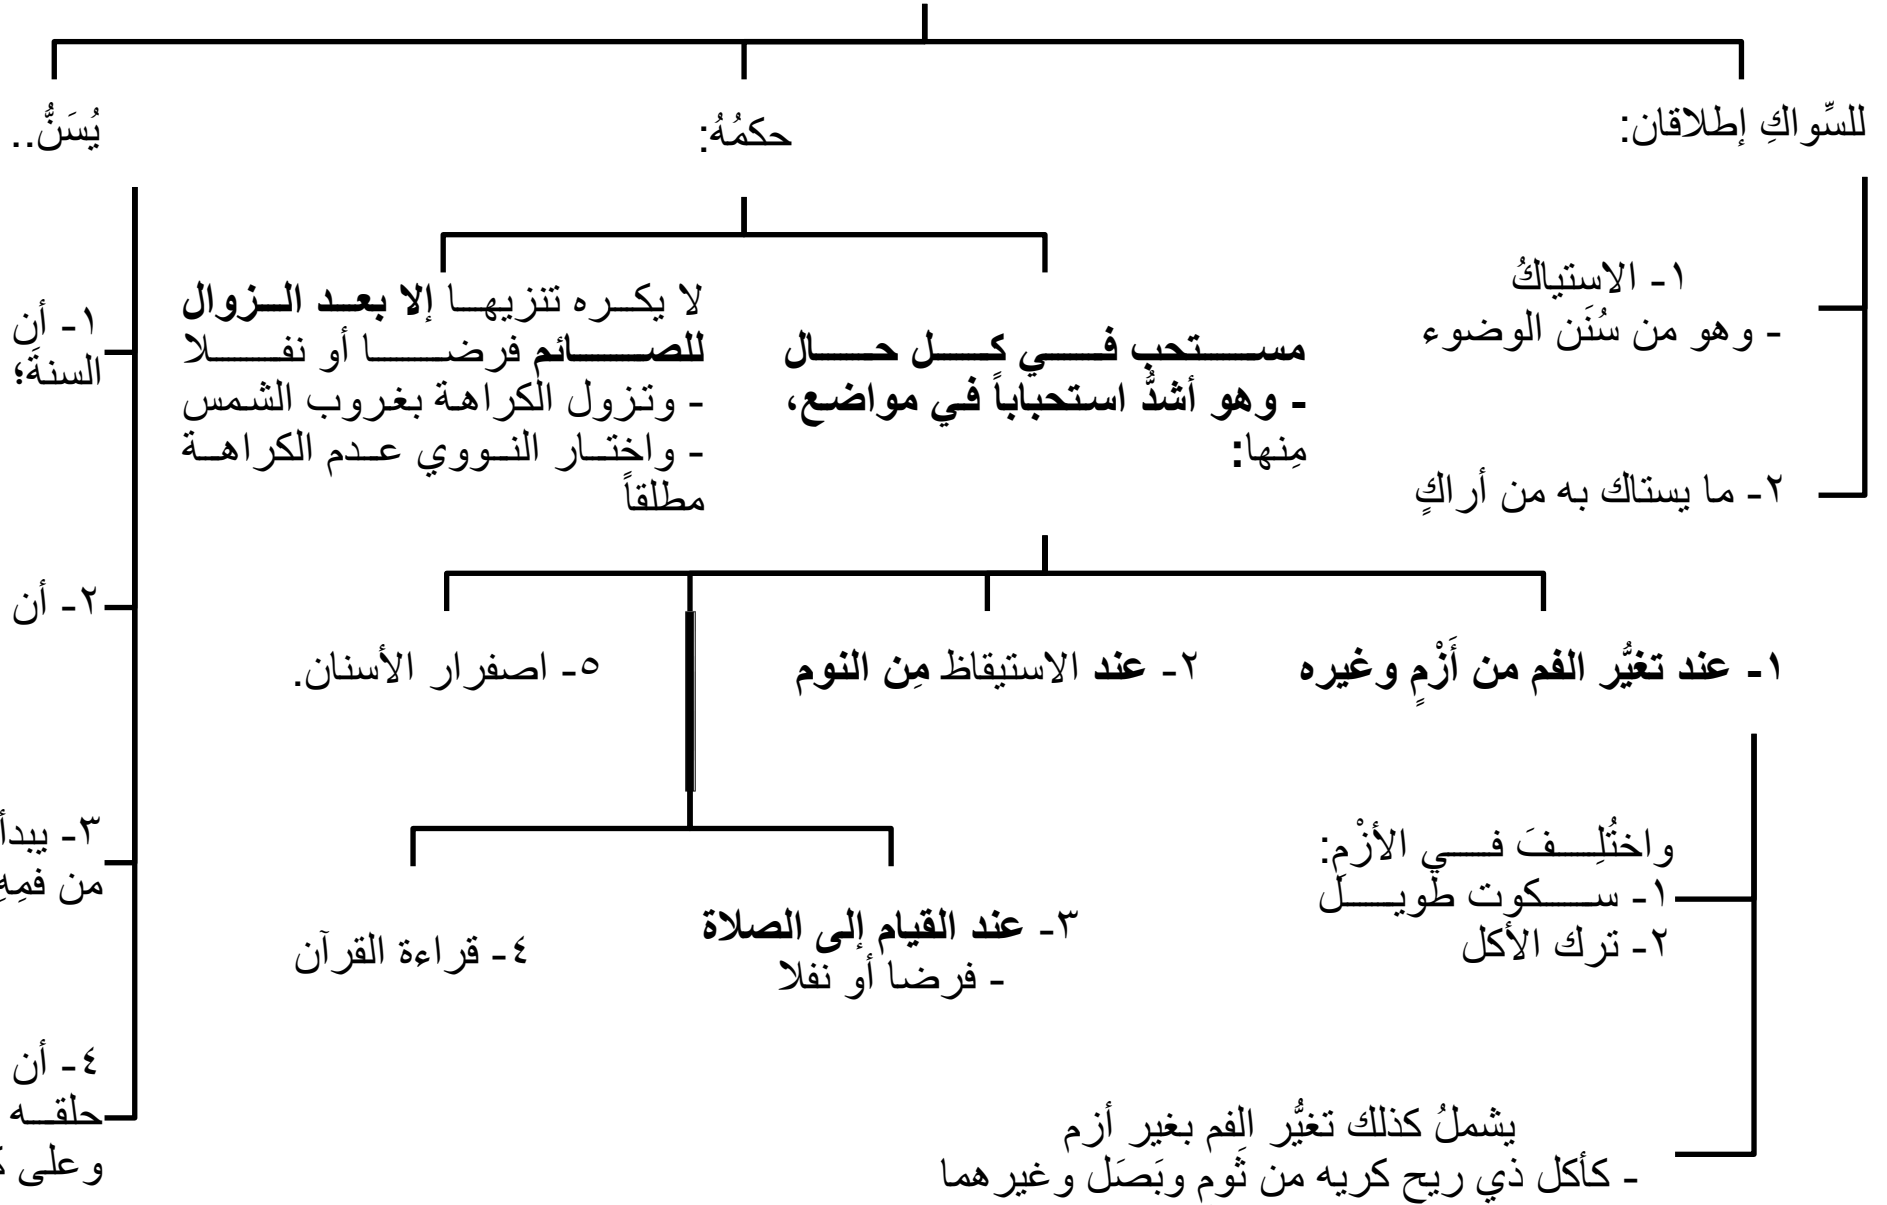 للسِّواكِ إطلاقان:
١- الاستياكُ
- وهو من سُنَن الوضوء
٢- ما يستاك به من أراكٍ
حكمُهُ:
مستحب في كل حال
- وهو أشدُّ استحباباً في مواضع،
مِنها:
لا يكره تنزيها إلا بعد الزوال
للصائم فرضا أو نفلا
- وتزول الكراهة بغروب الشمس
- واختار النووي عدم الكراهة
مطلقاً
١- عند تغيُّر الفم من أَزْمٍ وغيره
واختُلِفَ في الأزْمِ:
١- سكوت طويل
٢- ترك الأكل
يشملُ كذلك تغيُّر الفم بغير أزم
- كأكل ذي ريح كريه من ثَوم وبَصَل وغيرهما
٢- عند الاستيقاظ مِن النوم
٣- عند القيام إلى الصلاة
- فرضا أو نفلا
٤- قراءة القرآن
٥- اصفرار الأسنان.
يُسَنُّ..
١- أن
السنةَ؛
٢- أن
٣- يبدأ
من فمِهِ
٤- أن
حلقه
وعلى